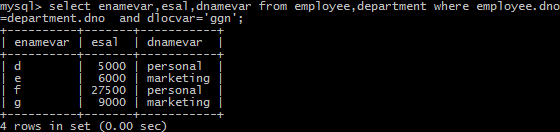 mysql> select enamevar,esal,dnamevar from employee,department where employee.dno
=department.dno  and dlocvar='ggn';
+----------+-------+-----------+
| enamevar | esal  | dnamevar  |
+----------+-------+-----------+
| d        |  5000 | personal  |
| e        |  6000 | marketing |
| f        | 27500 | personal  |
| g        |  9000 | marketing |
+----------+-------+-----------+
4 rows in set (0.00 sec)